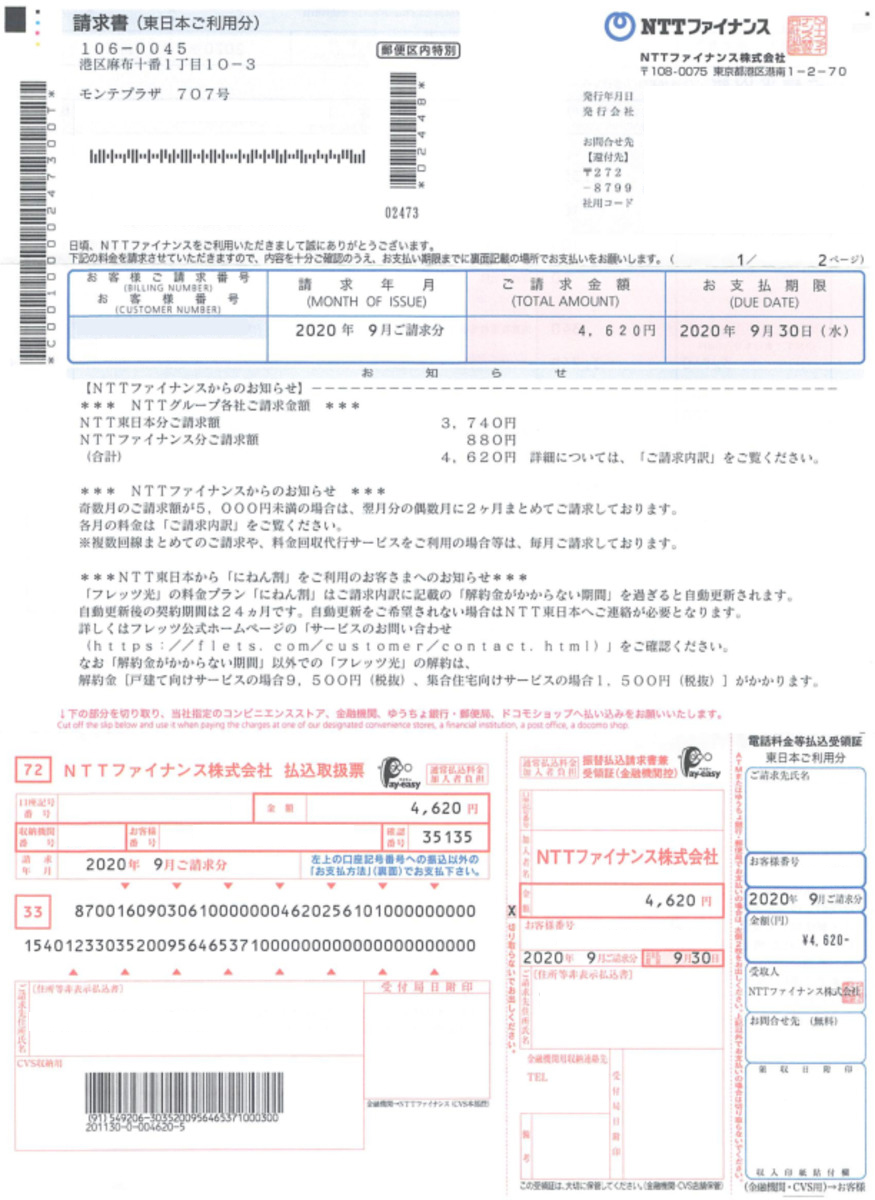 請求書（東日本ご利用分）
１０６－００４５
港区麻布十番１丁目１０－３
モンテプラザ　７０７号
郵便区内特別
*C0010000247300T*
*02448*
02473
NTTファイナンス
NTTファイナンス株式会社
〒108-0075 東京都港区港南１－２－７０
発行年月日
発行会社
お問合せ先
【還付先】
〒２７２
－８７９９
社用コード
日頃、ＮＴＴファイナンスをご利用いただきまして誠にありがとうございます。
下記の料金を請求させていただきますので、内容を十分ご確認のうえ、お支払い期限までに裏面記載の場所でお支払いをお願いします。（　1／　2ページ）
お客様ご請求番号
(BILLING NUMBER)
お客様番号
(CUSTOMER NUMBER)
請求年月
(MONTH OF ISSUE)
ご請求金額
(TOTAL AMOUNT)
お支払期限
(DUE DATE)
2020年 9月ご請求分
4，620円
2020年 9月30日（水）
お知らせ
【ＮＴＴファイナンスからのお知らせ】
＊＊＊　ＮＴＴグループ各社ご請求金額　＊＊＊
ＮＴＴ東日本分ご請求額　３，７４０円
ＮＴＴファイナンス分ご請求額　８８０円
（合計）　４，６２０円　詳細については、「ご請求内訳」をご覧ください。
＊＊＊　ＮＴＴファイナンスからのお知らせ　＊＊＊
奇数月のご請求額が５，０００円未満の場合は、翌月分の偶数月に２ヶ月まとめてご請求しております。
各月の料金は「ご請求内訳」をご覧ください。
※複数回線まとめてのご請求や、料金回収代行サービスをご利用の場合等は、毎月ご請求しております。
＊＊＊ＮＴＴ東日本から「にねん割」をご利用のお客さまへのお知らせ＊＊＊
「フレッツ光」の料金プラン「にねん割」はご請求内訳に記載の「解約金がかからない期間」を過ぎると自動更新されます。
自動更新後の契約期間は２４ヵ月です。自動更新をご希望されない場合はＮＴＴ東日本へご連絡が必要となります。
詳しくはフレッツ公式ホームページの「サービスのお問い合わせ
（ｈｔｔｐｓ：／／ｆｌｅｔｓ．ｃｏｍ／ｃｕｓｔｏｍｅｒ／ｃｏｎｔａｃｔ．ｈｔｍｌ）」をご確認ください。
なお「解約金がかからない期間」以外での「フレッツ光」の解約は、
解約金［戸建て向けサービスの場合９，５００円（税抜）、集合住宅向けサービスの場合１，５００円（税抜）］がかかります。
↓下の部分を切り取り、当社指定のコンビニエンスストア、金融機関、ゆうちょ銀行・郵便局、ドコモショップへ払い込みをお願いいたします。
Cut off the slip below and use it when paying the charges at one of our designated convenience stores, a financial institution, a post office, a docomo shop.
72
ＮＴＴファイナンス株式会社 払込取扱票
Pay-easy
通常払込料金
加入者負担
口座記号
番号
金額
4,620 円
収納機関
番号
お客様
番号
確認
番号
35135
請求
年月
2020年 9月ご請求分
左上の口座記号番号への振込以外の
「お支払方法」（裏面）でお支払下さい。
33
87001609030610000000462025610100000000
15401233035200956465371000000000000000000000
ご請求先住所氏名
（住所等非表示払込書）
受付局日附印
CVS収納用
(91)549206-3035200956465371000300
201130-0-004620-5
金融機関→NTTファイナンス（CVS本部控）
X
切り取らないでお出しください。
通常払込料金
加入者負担
振替払込請求書兼
受領証（金融機関控）
Pay-easy
口座記号番号
加入者名
NTTファイナンス株式会社
金額
4,620 円
お客様番号
2020年 9月ご請求分
9月30日
ご請求先住所氏名
（住所等非表示払込書）
金融機関用収納連絡先
TEL
受付局日附印
備考
この受領証は、大切に保管してください。（金融機関・CVS店舗保管）
電話料金等払込受領証
東日本ご利用分
ご請求先氏名
お客様番号
2020年 9月ご請求分
金額(円)
¥4,620-
受取人
NTTファイナンス株式会社
お問合せ先　（無料）
領収日附印
収入印紙貼付欄
（金融機関・CVS用）→お客様